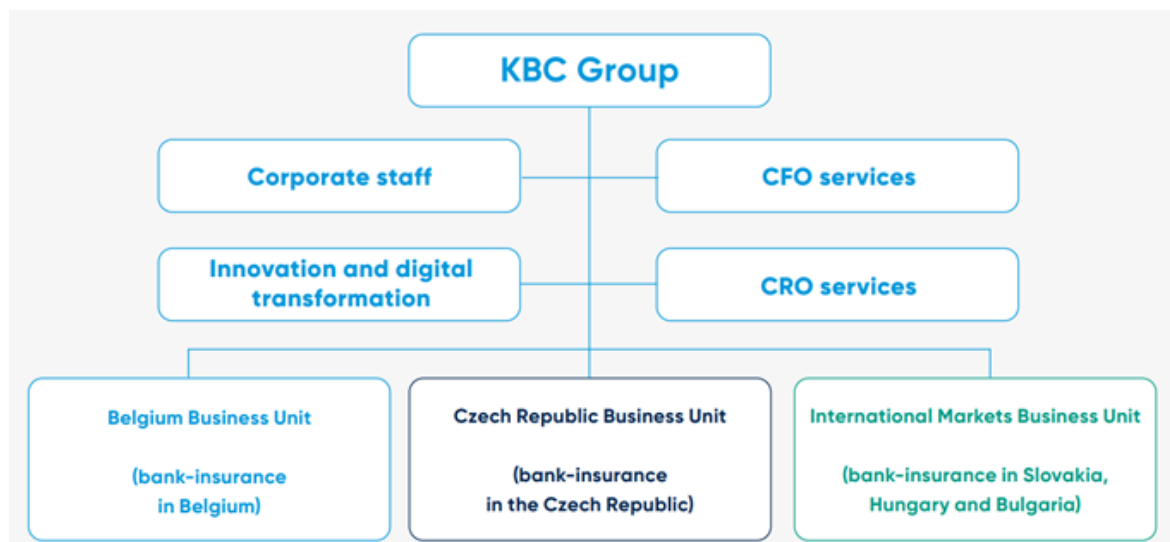 KBC Group
Corporate staff
CFO services
Innovation and digital
transformation
CRO services
Belgium Business Unit
(bank-insurance
in Belgium)
Czech Republic Business Unit
(bank-insurance
in the Czech Republic)
International Markets Business Unit
(bank-insurance in Slovakia,
Hungary and Bulgaria)